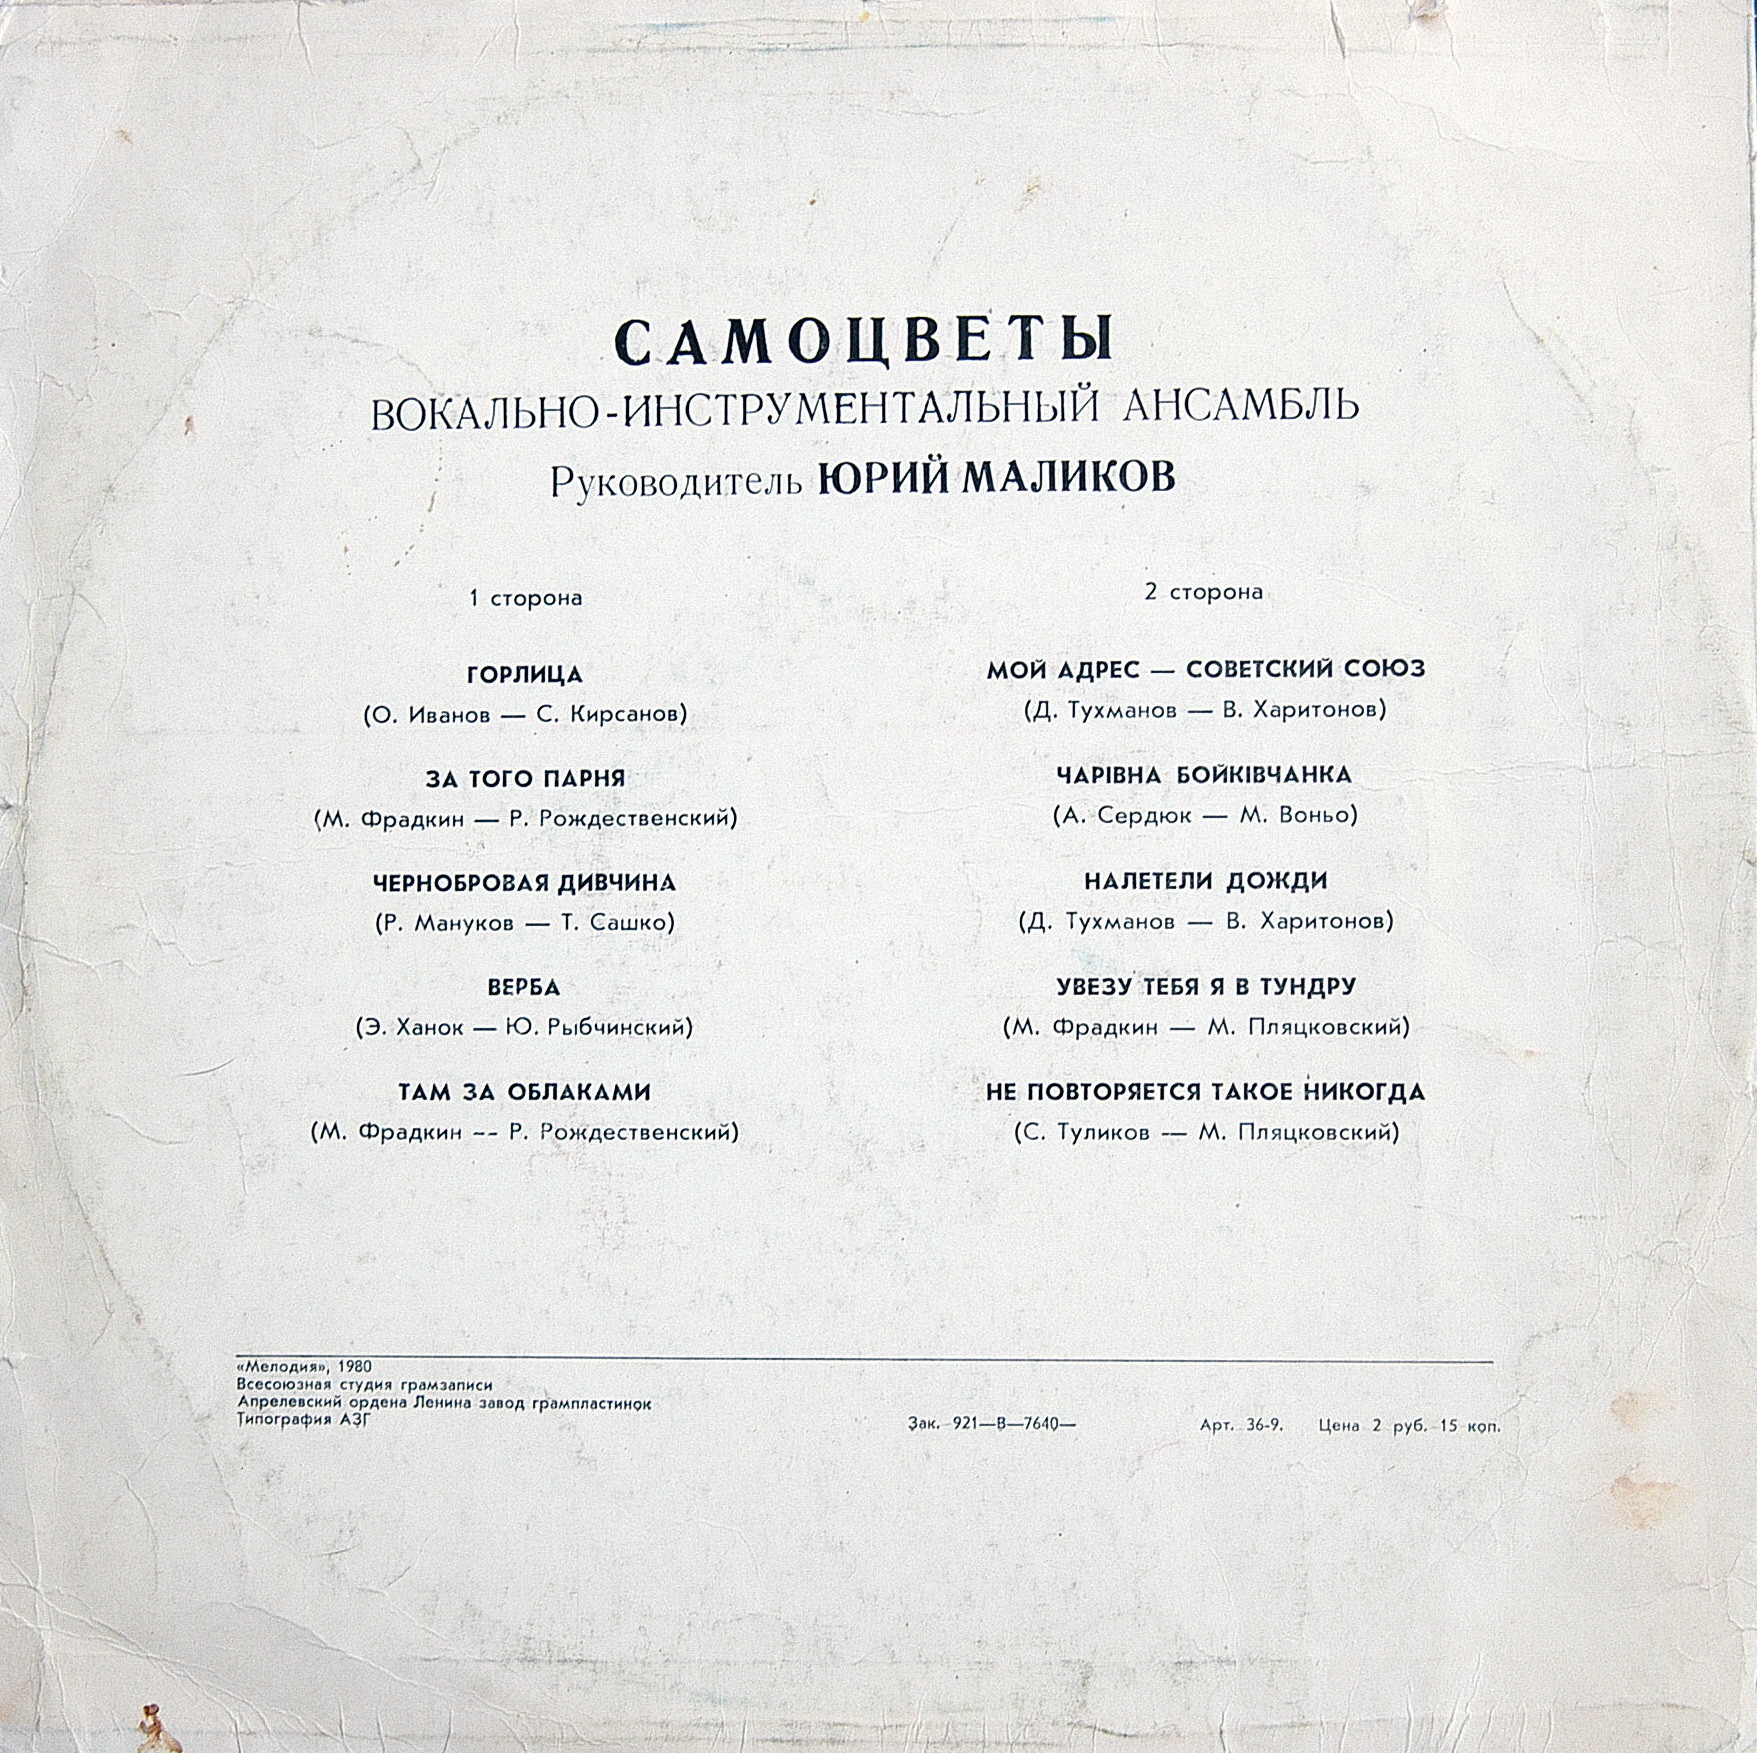 САМОЦВЕТЫ
ВОКАЛЬНО-ИНСТРУМЕНТАЛЬНЫЙ АНСАМБЛЬ
Руководитель ЮРИЙ МАЛИКОВ
1 сторона
ГОРЛИЦА
(О. Иванов — С. Кирсанов)
ЗА ТОГО ПАРНЯ
(М. Фрадкин — Р. Рождественский)
ЧЕРНОБРОВАЯ ДИВЧИНА
(Р. Мануков — Т. Сашко)
ВЕРБА
(Э. Ханок — Ю. Рыбчинский)
ТАМ ЗА ОБЛАКАМИ
(М. Фрадкин -- Р. Рождественский)
2 сторона
МОЙ АДРЕС — СОВЕТСКИЙ СОЮЗ
(Д. Тухманов — В. Харитонов)
ЧАРІВНА БОЙКІВЧАНКА
(А. Сердюк — М. Воньо)
НАЛЕТЕЛИ ДОЖДИ
(Д. Тухманов — В. Харитонов)
УВЕЗУ ТЕБЯ Я В ТУНДРУ
(М. Фрадкин — М. Пляцковский)
НЕ ПОВТОРЯЕТСЯ ТАКОЕ НИКОГДА
(С. Туликов — М. Пляцковский)
«Мелодия», 1980
Всесоюзная студия грамзаписи
Апрелевский ордена Ленина завод грампластинок
Типография АЗГ
Зак. 921—В—7640—
Арт. 36-9. Цена 2 руб. 15 коп.